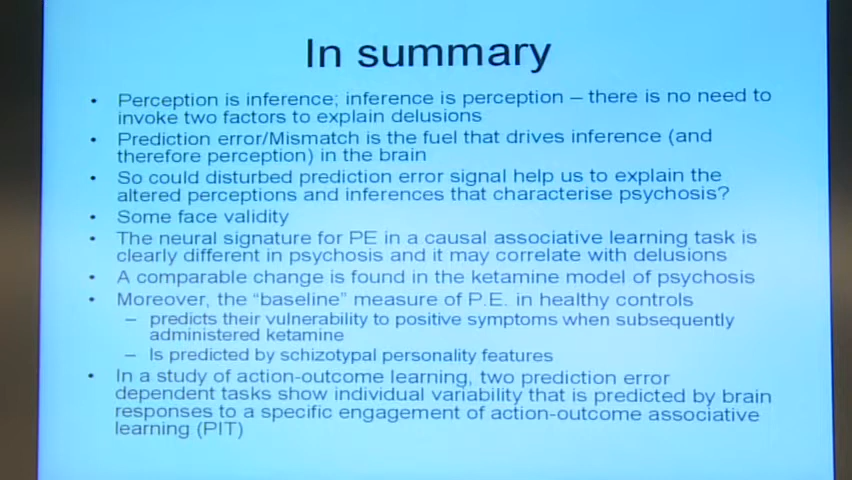 In summary
• Perception is inference; inference is perception – there is no need to
invoke two factors to explain delusions
• Prediction error/Mismatch is the fuel that drives inference (and
therefore perception) in the brain
• So could disturbed prediction error signal help us to explain the
altered perceptions and inferences that characterise psychosis?
• Some face validity
• The neural signature for PE in a causal associative learning task is
clearly different in psychosis and it may correlate with delusions
• A comparable change is found in the ketamine model of psychosis
• Moreover, the "baseline" measure of P.E. in healthy controls
– predicts their vulnerability to positive symptoms when subsequently
administered ketamine
– Is predicted by schizotypal personality features
• In a study of action-outcome learning, two prediction error
dependent tasks show individual variability that is predicted by brain
responses to a specific engagement of action-outcome associative
learning (PIT)